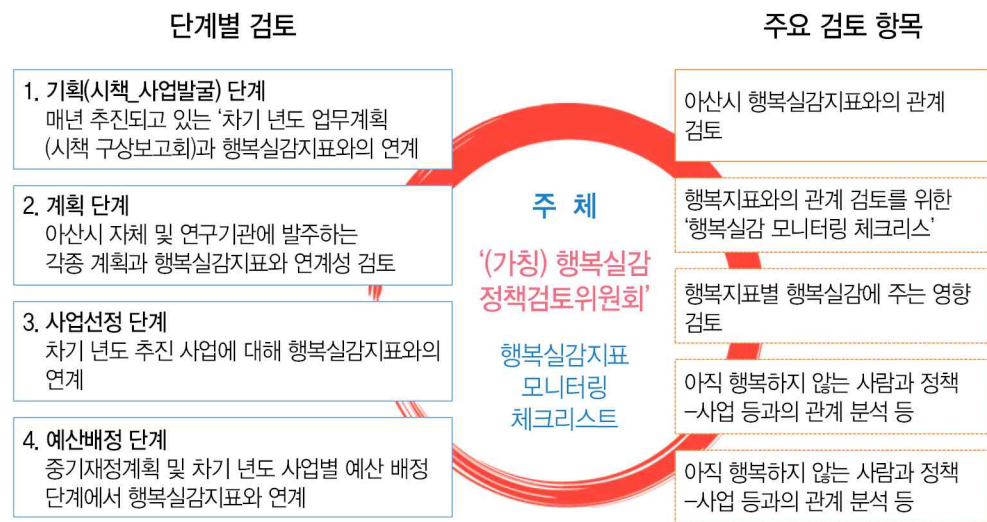 단계별 검토
1. 기획(시책_사업발굴) 단계
매년 추진되고 있는 ‘차기 년도 업무계획
(시책 구상보고회)과 행복실감지표와의 연계
2. 계획 단계
아산시 자체 및 연구기관에 발주하는
각종 계획과 행복실감지표와 연계성 검토
3. 사업선정 단계
차기 년도 추진 사업에 대해 행복실감지표와의
연계
4. 예산배정 단계
중기재정계획 및 차기 년도 사업별 예산 배정
단계에서 행복실감지표와 연계
주 체
‘(가칭) 행복실감
정책검토위원회’
행복실감지표
모니터링
체크리스트
주요 검토 항목
아산시 행복실감지표와의 관계
검토
행복지표와의 관계 검토를 위한
‘행복실감 모니터링 체크리스’
행복지표별 행복실감에 주는 영향
검토
아직 행복하지 않는 사람과 정책
–사업 등과의 관계 분석 등
아직 행복하지 않는 사람과 정책
–사업 등과의 관계 분석 등